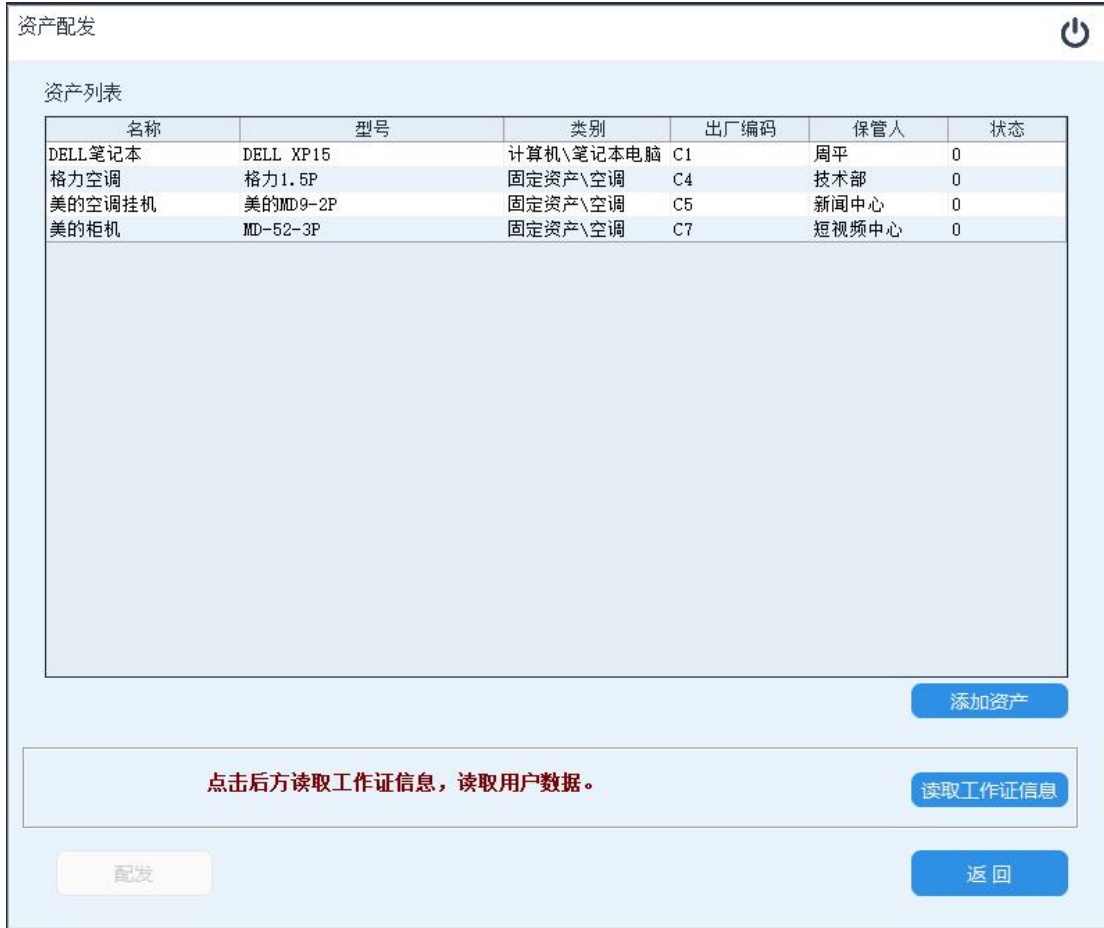 资产配发
资产列表
名称 型号 类别 出厂编码 保管人 状态
DELL笔记本 DELL XP15 计算机\笔记本电脑 C1 周平 0
格力空调 格力1.5P 固定资产\空调 C4 技术部 0
美的空调挂机 美的MD9-2P 固定资产\空调 C5 新闻中心 0
美的柜机 MD-52-3P 固定资产\空调 C7 短视频中心 0
添加资产
点击后方读取工作证信息，读取用户数据。 读取工作证信息
配发 返回